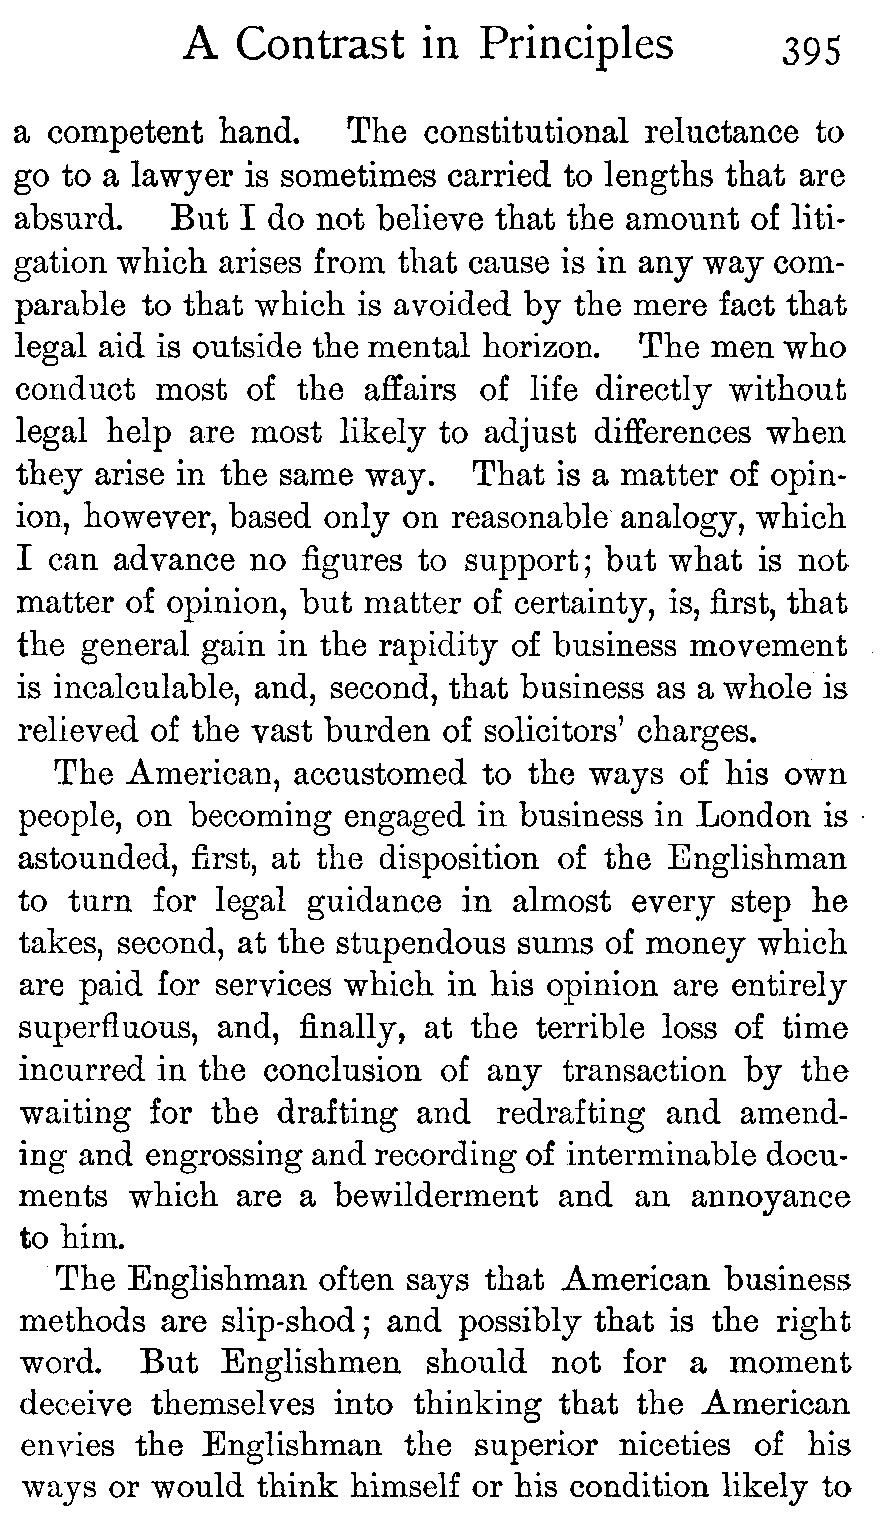 A Contrast in Principles 395
a competent hand. The constitutional reluctance to
go to a lawyer is sometimes carried to lengths that are
absurd. But I do not believe that the amount of liti-
gation which arises from that cause is in any way com-
parable to that which is avoided by the mere fact that
legal aid is outside the mental horizon. The men who
conduct most of the affairs of life directly without
legal help are most likely to adjust differences when
they arise in the same way. That is a matter of opin-
ion, however, based only on reasonable analogy, which
I can advance no figures to support; but what is not
matter of opinion, but matter of certainty, is, first, that
the general gain in the rapidity of business movement
is incalculable, and, second, that business as a whole is
relieved of the vast burden of solicitors' charges.
The American, accustomed to the ways of his own
people, on becoming engaged in business in London is
astounded, first, at the disposition of the Englishman
to turn for legal guidance in almost every step he
takes, second, at the stupendous sums of money which
are paid for services which in his opinion are entirely
superfluous, and, finally, at the terrible loss of time
incurred in the conclusion of any transaction by the
waiting for the drafting and redrafting and amend-
ing and engrossing and recording of interminable docu-
ments which are a bewilderment and an annoyance
to him.
The Englishman often says that American business
methods are slip-shod; and possibly that is the right
word. But Englishmen should not for a moment
deceive themselves into thinking that the American
envies the Englishman the superior niceties of his
ways or would think himself or his condition likely to